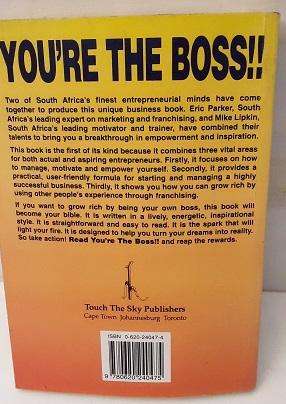 YOU'RE THE BOSS!!
Two of South Africa's finest entrepreneurial minds have come
together to produce this unique business book. Eric Parker, South
Africa's leading expert on marketing and franchising, and Mike Lipkin,
South Africa's leading motivator and trainer, have combined their
talents to bring you a breakthrough in empowerment and inspiration.
This book is the first of its kind because it combines three vital areas
for both actual and aspiring entrepreneurs. Firstly, it focuses on how
to manage, motivate and empower yourself. Secondly, it provides a
practical, user-friendly formula for starting and managing a highly
successful business. Thirdly, it shows you how you can grow rich by
using other people's experience through franchising.
If you want to grow rich by being your own boss, this book will
become your bible. It is written in a lively, energetic, inspirational
style. It is straightforward and easy to read. It is the spark that will
light your fire. It is designed to help you turn your dreams into reality.
So take action! Read You're The Boss!! and reap the rewards.
Touch The Sky Publishers
Cape Town Johannesburg Toronto
ISBN 0-620-24047-4
9 780620 240475